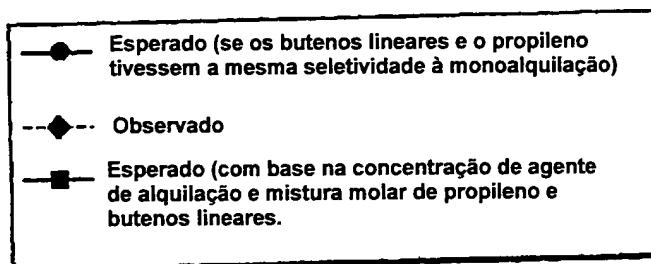 Esperado (se os butenos lineares e o propileno
tivessem a mesma seletividade à monoalquilação)
Observado
Esperado (com base na concentração de agente
de alquilação e mistura molar de propileno e
butenos lineares.